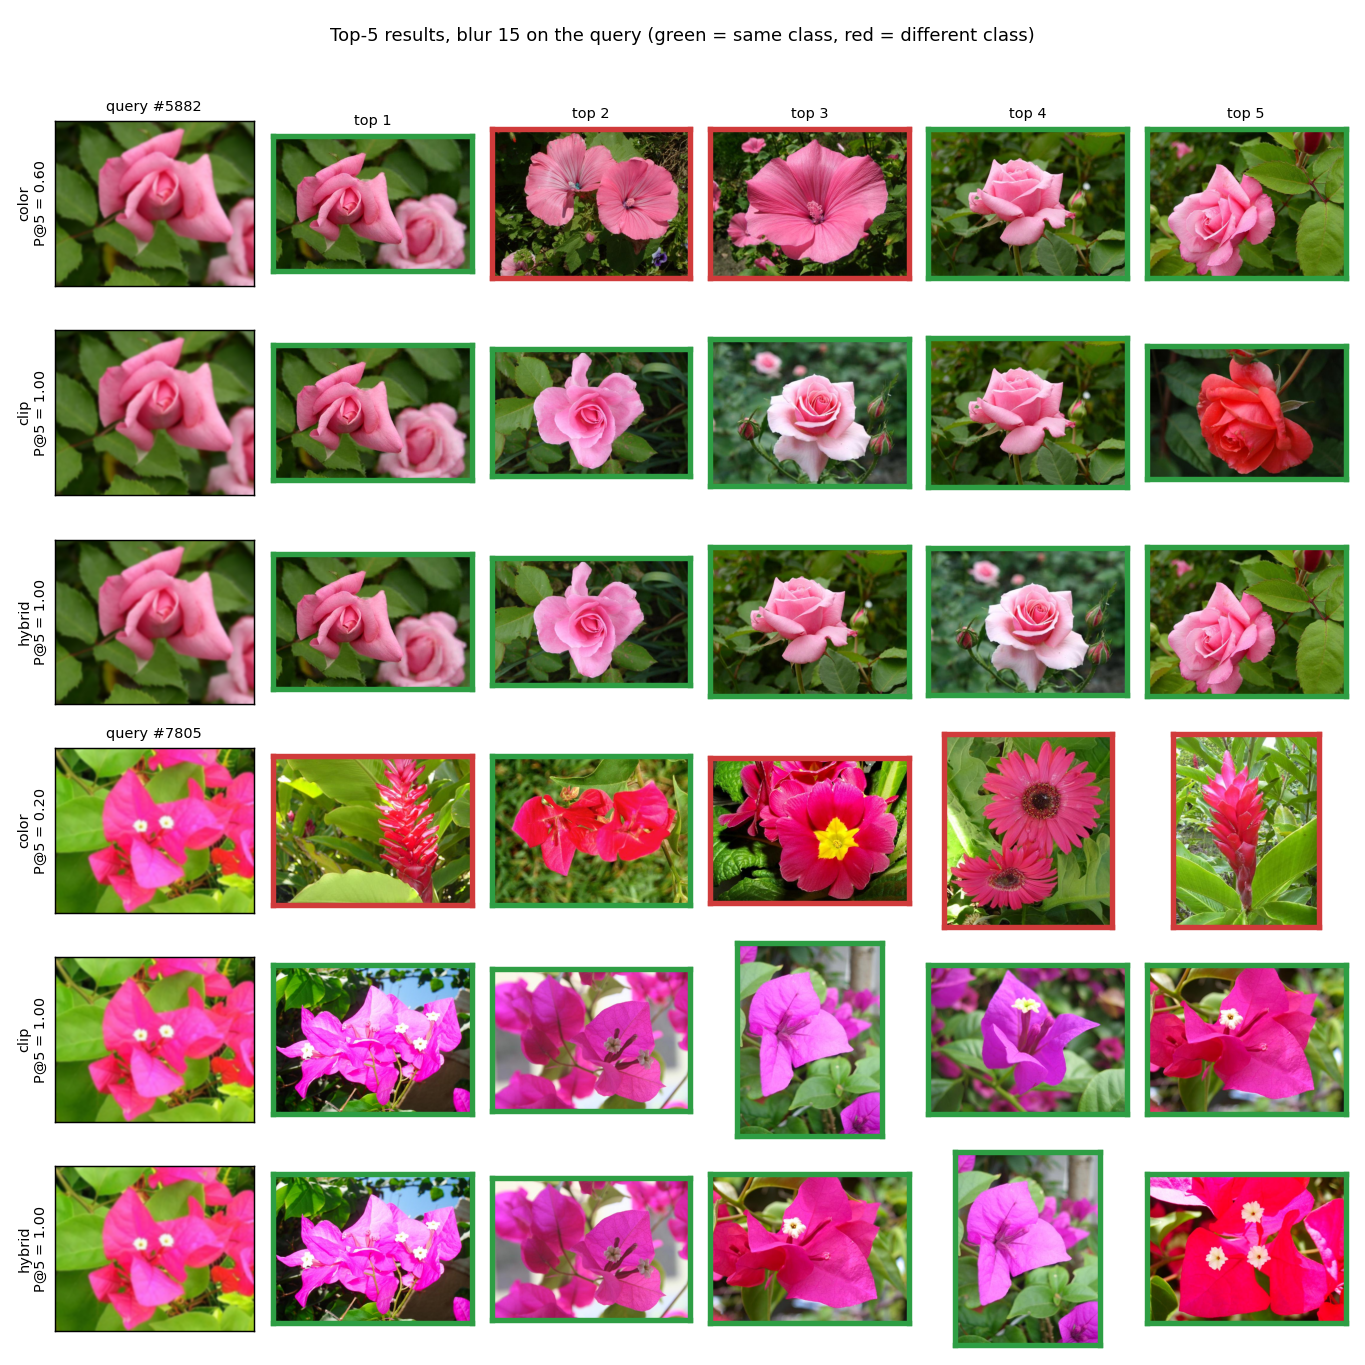 Top-5 results, blur 15 on the query (green = same class, red = different class)
query #5882
top 1
top 2
top 3
top 4
top 5
color
P@5 = 0.60
clip
P@5 = 1.00
hybrid
P@5 = 1.00
query #7805
color
P@5 = 0.20
clip
P@5 = 1.00
hybrid
P@5 = 1.00